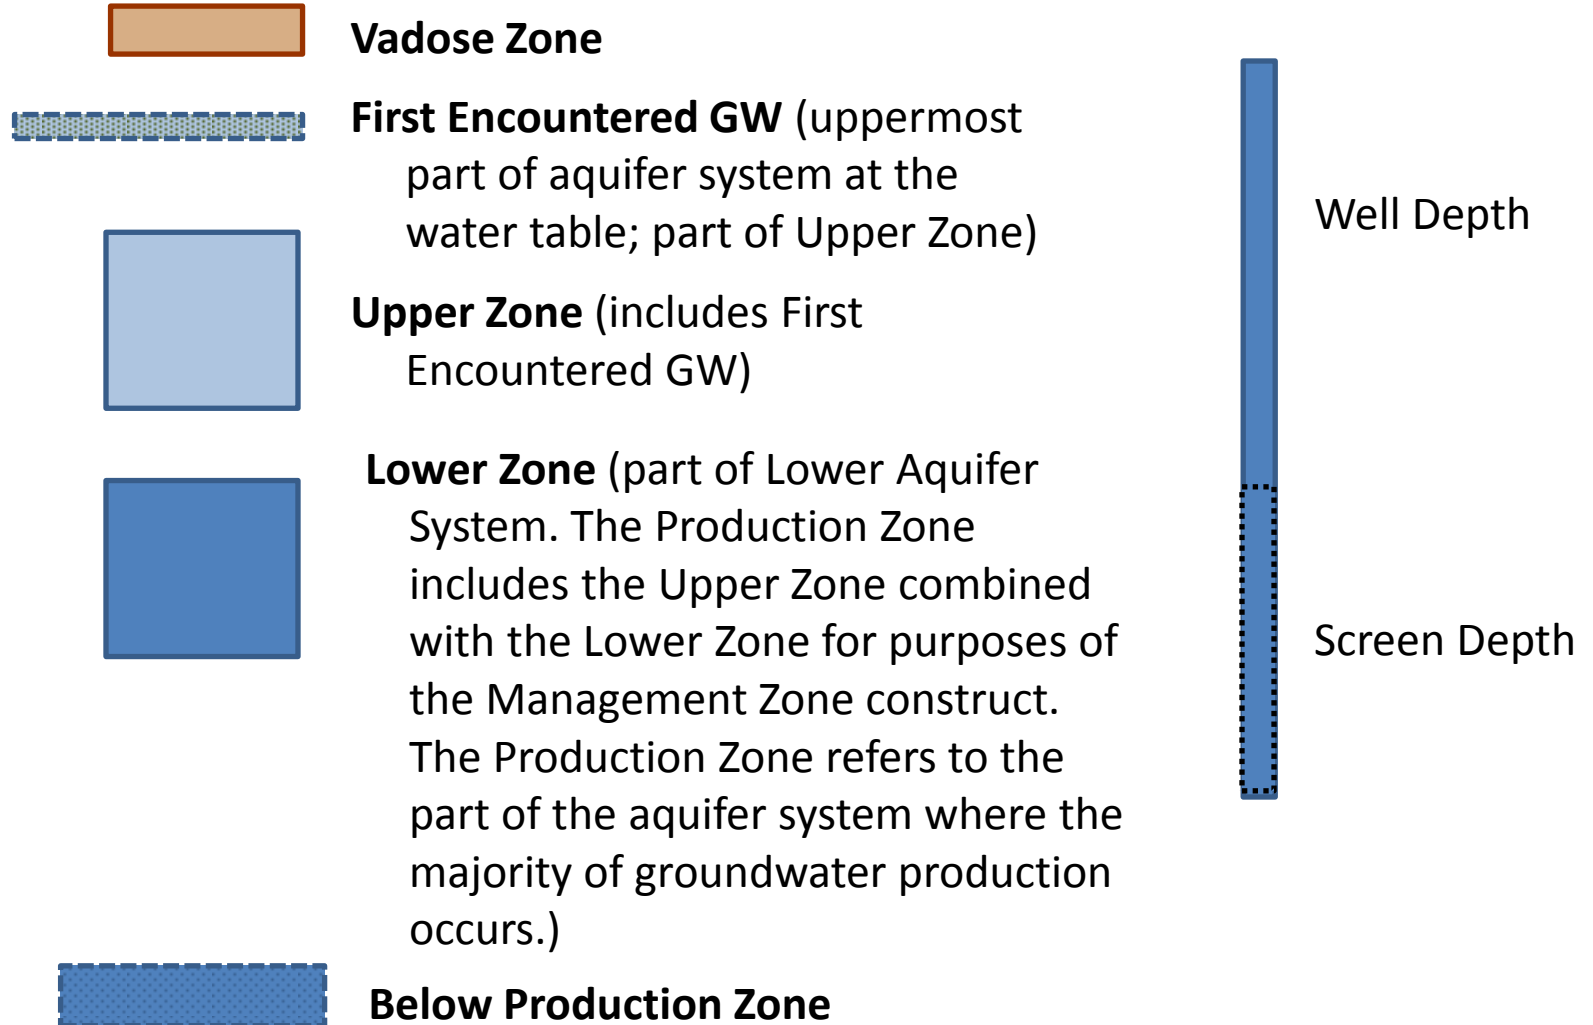 Vadose Zone
First Encountered GW (uppermost
part of aquifer system at the
water table; part of Upper Zone)
Upper Zone (includes First
Encountered GW)
Lower Zone (part of Lower Aquifer
System. The Production Zone
includes the Upper Zone combined
with the Lower Zone for purposes of
the Management Zone construct.
The Production Zone refers to the
part of the aquifer system where the
majority of groundwater production
occurs.)
Below Production Zone
Well Depth
Screen Depth